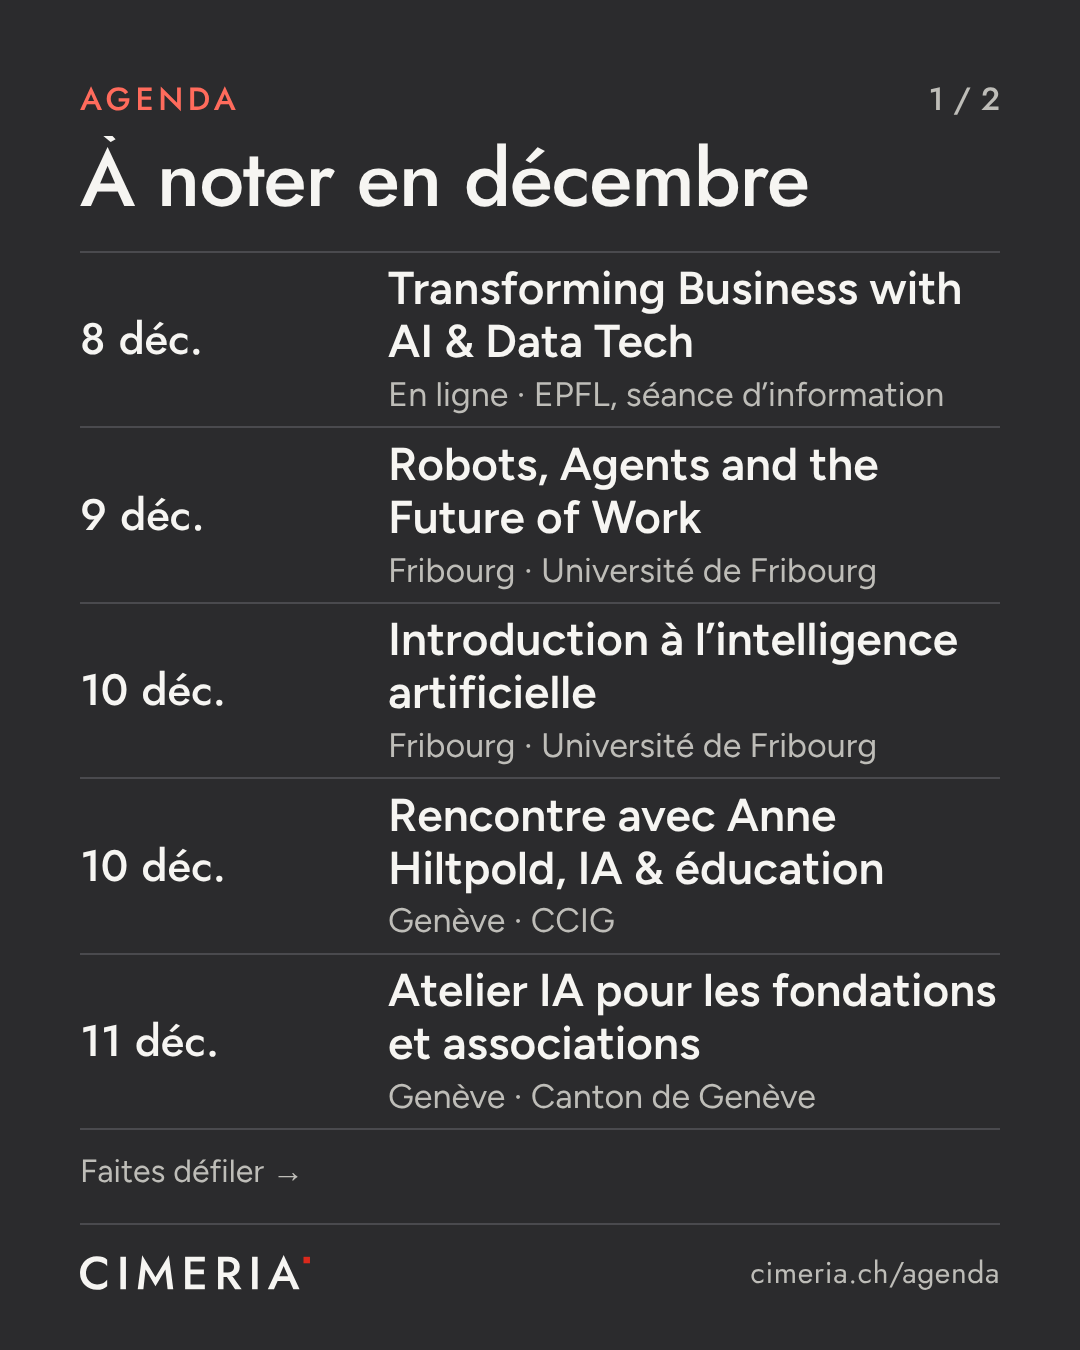 AGENDA
1 / 2
À noter en décembre
8 déc.
Transforming Business with
AI & Data Tech
En ligne · EPFL, séance d’information
9 déc.
Robots, Agents and the
Future of Work
Fribourg · Université de Fribourg
10 déc.
Introduction à l’intelligence
artificielle
Fribourg · Université de Fribourg
10 déc.
Rencontre avec Anne
Hiltpold, IA & éducation
Genève · CCIG
11 déc.
Atelier IA pour les fondations
et associations
Genève · Canton de Genève
Faites défiler →
CIMERIA
cimeria.ch/agenda